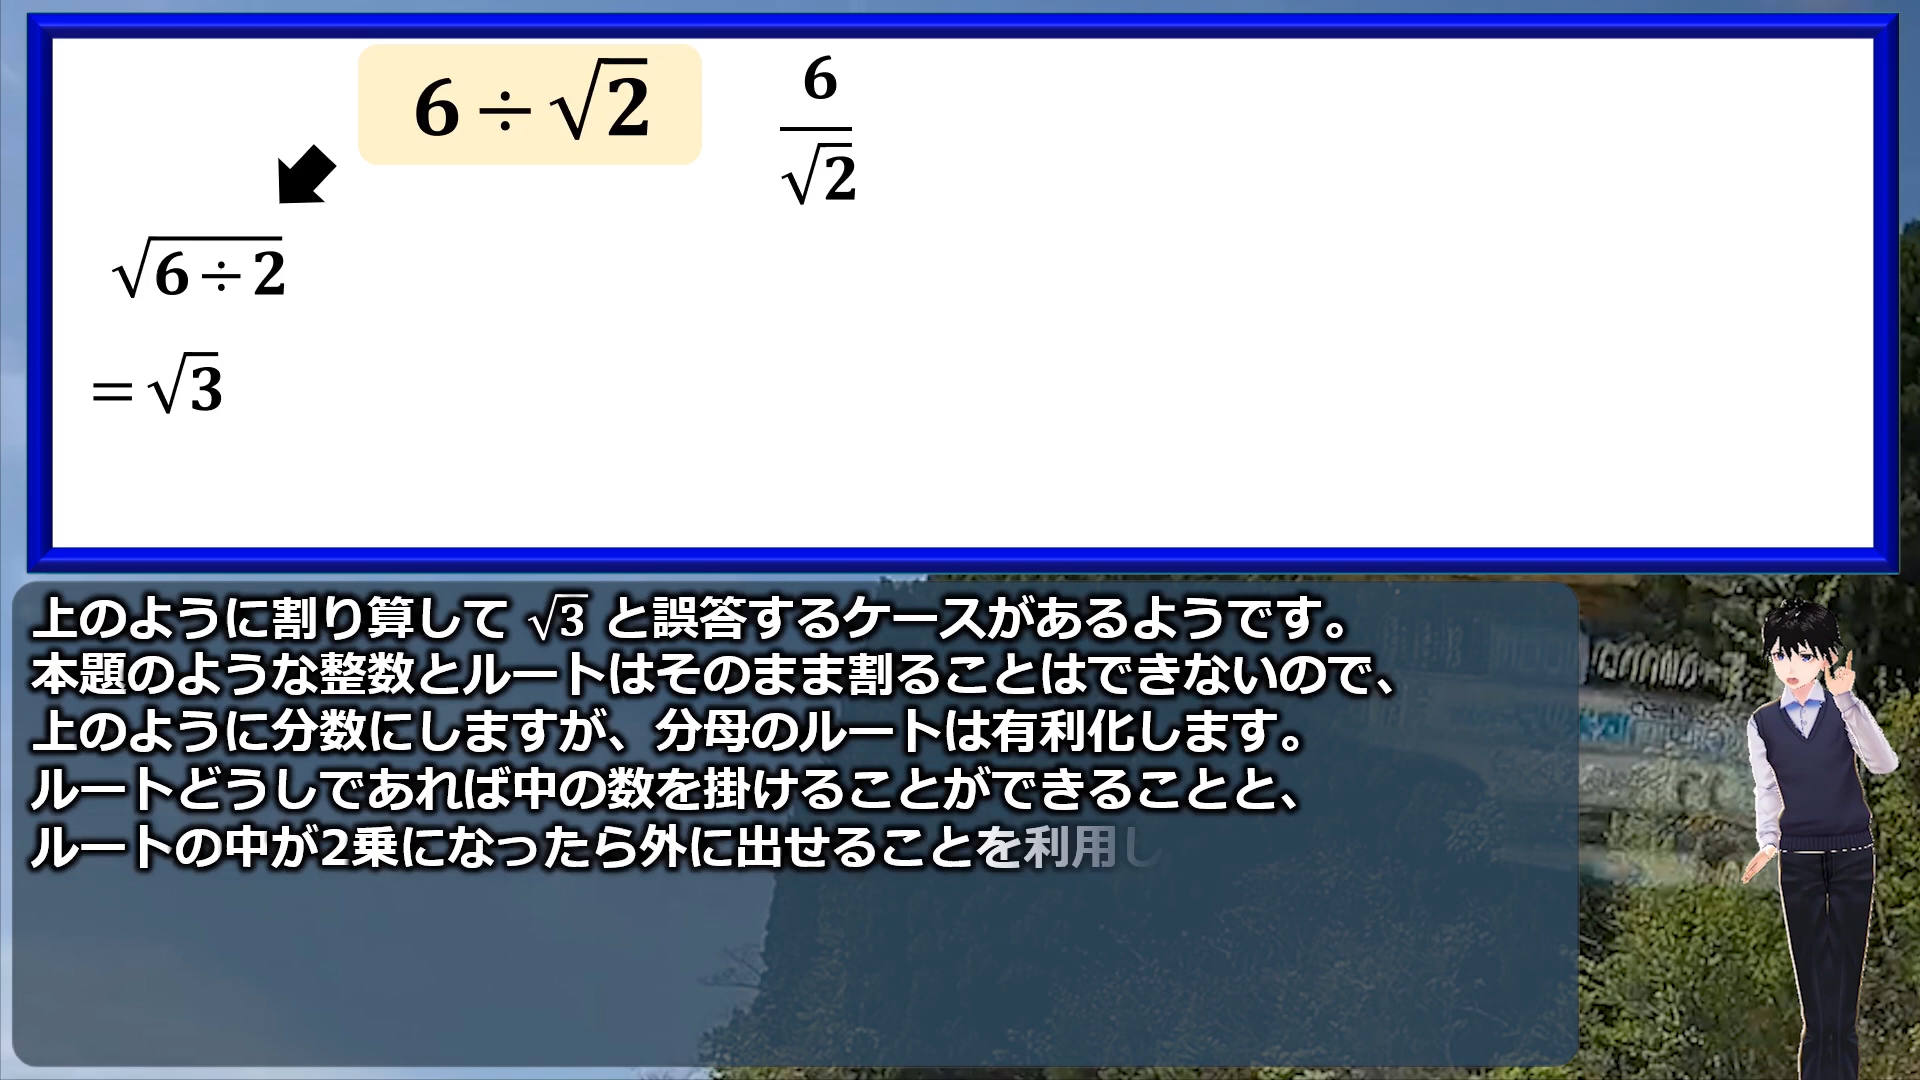 6÷√2
6/√2
√(6÷2)
=√3
上のように割り算して √3 と誤答するケースがあるようです。
本題のような整数とルートはそのまま割ることはできないので、
上のように分数にしますが、分母のルートは有利化します。
ルートどうしであれば中の数を掛けることができることと、
ルートの中が2乗になったら外に出せることを利用し